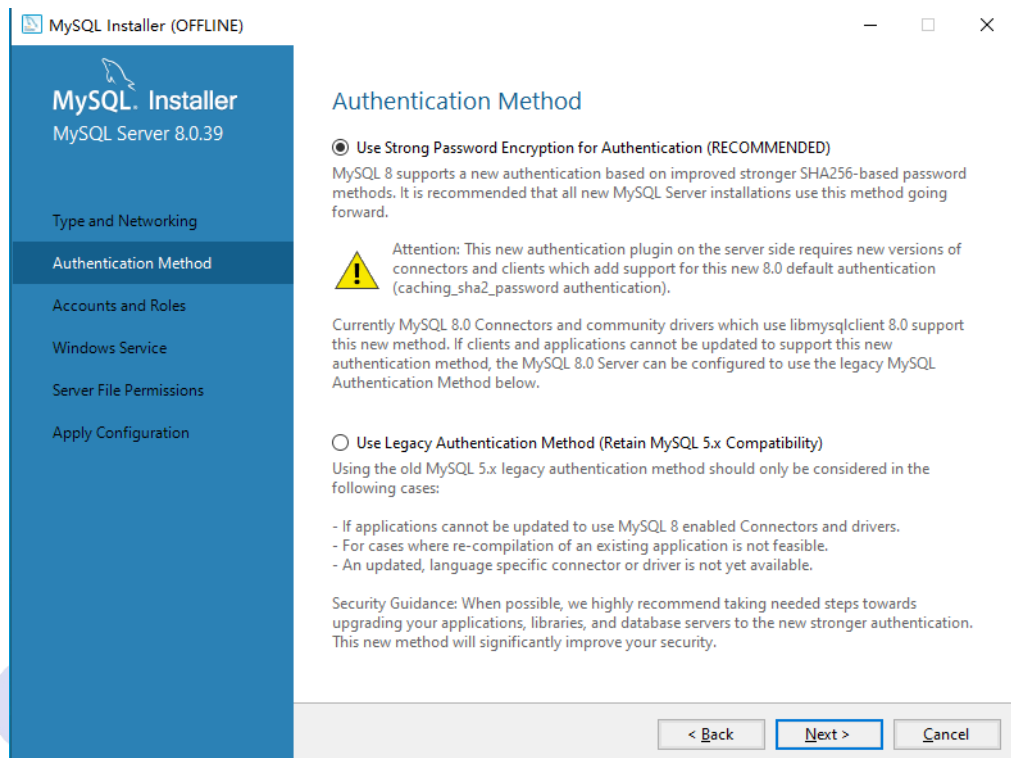 MySQL Installer (OFFLINE)
MySQL. Installer
MySQL Server 8.0.39
Type and Networking
Authentication Method
Accounts and Roles
Windows Service
Server File Permissions
Apply Configuration
Authentication Method
Use Strong Password Encryption for Authentication (RECOMMENDED)
MySQL 8 supports a new authentication based on improved stronger SHA256-based password
methods. It is recommended that all new MySQL Server installations use this method going
forward.
Attention: This new authentication plugin on the server side requires new versions of
connectors and clients which add support for this new 8.0 default authentication
(caching_sha2_password authentication).
Currently MySQL 8.0 Connectors and community drivers which use libmysqlclient 8.0 support
this new method. If clients and applications cannot be updated to support this new
authentication method, the MySQL 8.0 Server can be configured to use the legacy MySQL
Authentication Method below.
Use Legacy Authentication Method (Retain MySQL 5.x Compatibility)
Using the old MySQL 5.x legacy authentication method should only be considered in the
following cases:
- If applications cannot be updated to use MySQL 8 enabled Connectors and drivers.
- For cases where re-compilation of an existing application is not feasible.
- An updated, language specific connector or driver is not yet available.
Security Guidance: When possible, we highly recommend taking needed steps towards
upgrading your applications, libraries, and database servers to the new stronger authentication.
This new method will significantly improve your security.
< Back
Next >
Cancel